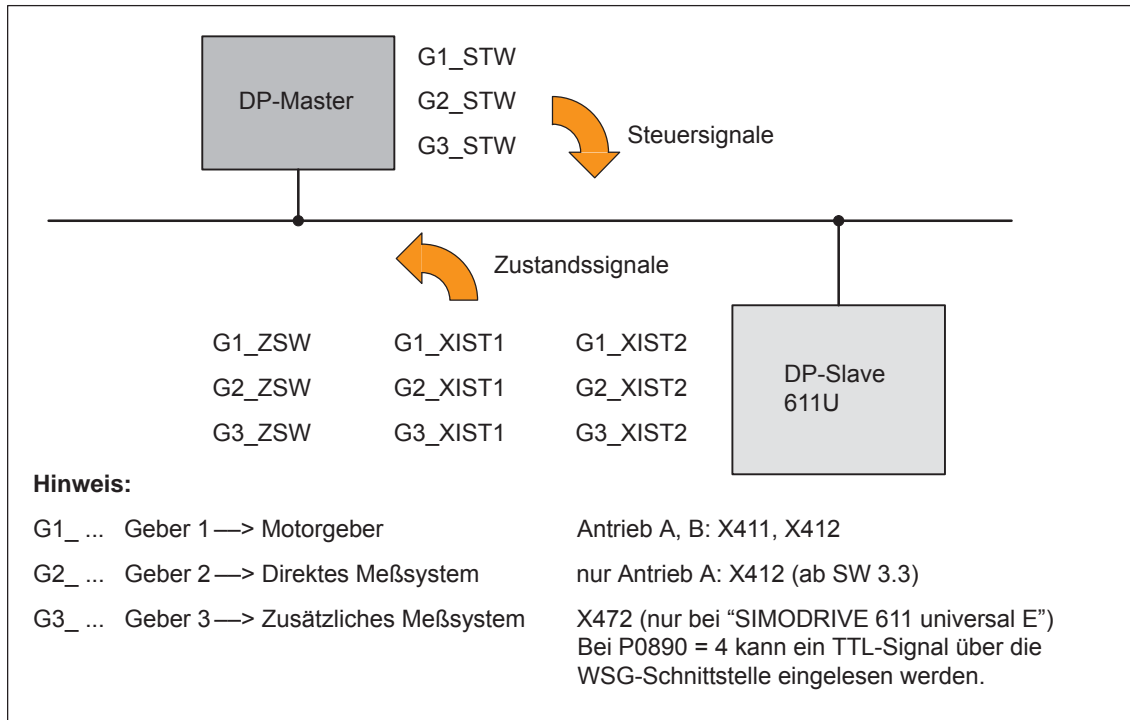 G1_STW
DP-Master
G2_STW
G3_STW
Steuersignale
Zustandssignale
G1_ZSW G1_XIST1 G1_XIST2
G2_ZSW G2_XIST1 G2_XIST2
G3_ZSW G3_XIST1 G3_XIST2
DP-Slave
611U
Hinweis:
G1_ ... Geber 1 —> Motorgeber Antrieb A, B: X411, X412
G2_ ... Geber 2 —> Direktes Meßsystem nur Antrieb A: X412 (ab SW 3.3)
G3_ ... Geber 3 —> Zusätzliches Meßsystem X472 (nur bei “SIMODRIVE 611 universal E”)
Bei P0890 = 4 kann ein TTL-Signal über die
WSG-Schnittstelle eingelesen werden.